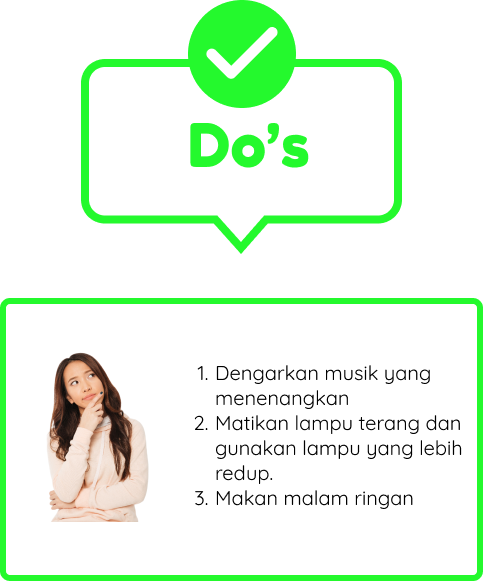 Do's
1. Dengarkan musik yang
menenangkan
2. Matikan lampu terang dan
gunakan lampu yang lebih
redup.
3. Makan malam ringan